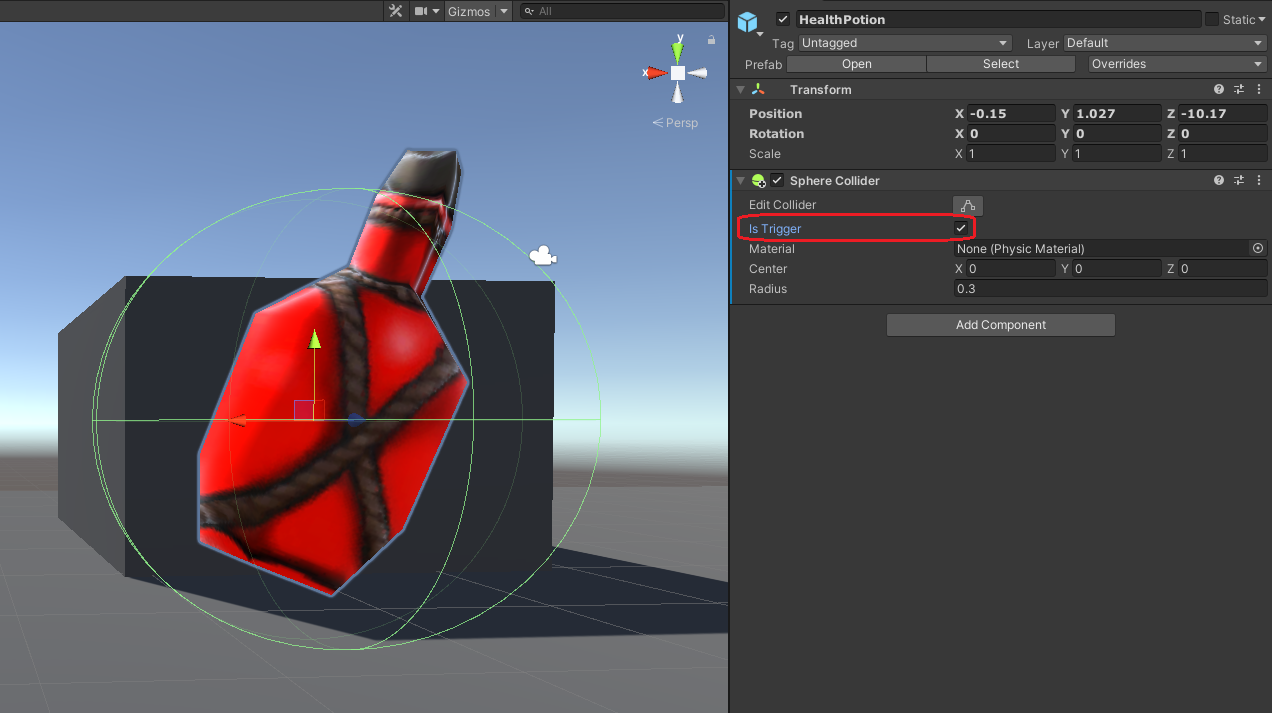 Gizmos All
y
x
Persp
HealthPotion Static
Tag Untagged Layer Default
Prefab Open Select Overrides
Transform
Position X -0.15 Y 1.027 Z -10.17
Rotation X 0 Y 0 Z 0
Scale X 1 Y 1 Z 1
Sphere Collider
Edit Collider
Is Trigger
Material None (Physic Material)
Center X 0 Y 0 Z 0
Radius 0.3
Add Component